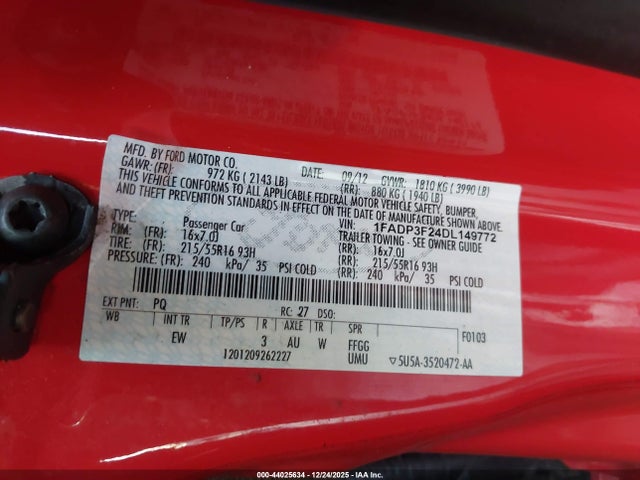 MFD. BY FORD MOTOR CO.
DATE: 09/12 GVWR: 1810 KG ( 3990 LB)
GAWR: (FR): 972 KG ( 2143 LB) (RR): 880 KG ( 1940 LB)
THIS VEHICLE CONFORMS TO ALL APPLICABLE FEDERAL MOTOR VEHICLE SAFETY, BUMPER,
AND THEFT PREVENTION STANDARDS IN EFFECT ON THE DATE OF MANUFACTURE SHOWN ABOVE.
VIN: 1FADP3F24DL149772
TYPE: Passenger Car TRAILER TOWING - SEE OWNER GUIDE
RIM: (FR): 16x7.0J (RR): 16x7.0J
TIRE: (FR): 215/55R16 93H (RR): 215/55R16 93H
PRESSURE: (FR): 240 kPa/ 35 PSI COLD (RR): 240 kPa/ 35 PSI COLD
EXT PNT: PQ RC: 27 DSO: F0103
WB INT TR TP/PS R AXLE TR SPR
EW 3 AU W FFGG
1201209262227 UMU ▽5U5A-3520472-AA
000-44025634 - 12/24/2025 - IAAI.com